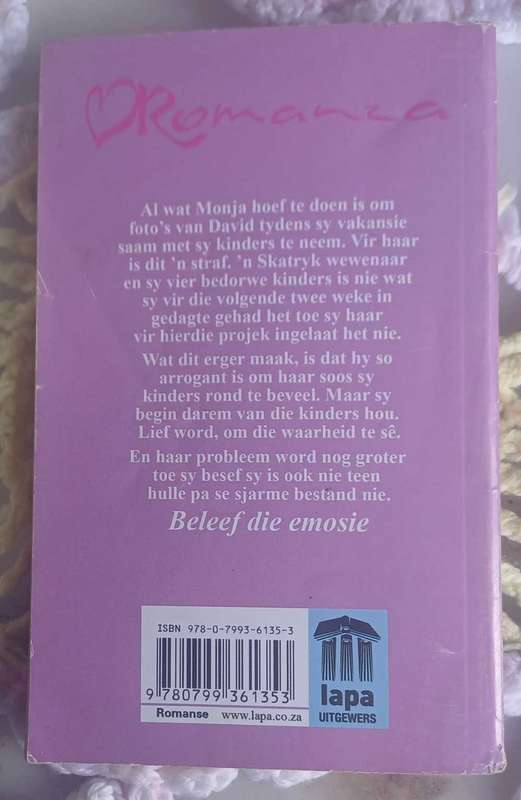 Romanza
Al wat Monja hoef te doen is om
foto's van David tydens sy vakansie
saam met sy kinders te neem. Vir haar
is dit 'n straf. 'n Skatryk wewenaar
en sy vier bedorwe kinders is nie wat
sy vir die volgende twee weke in
gedagte gehad het toe sy haar
vir hierdie projek ingelaat het nie.
Wat dit erger maak, is dat hy so
arrogant is om haar soos sy
kinders rond te beveel. Maar sy
begin darem van die kinders hou.
Lief word, om die waarheid te sê.
En haar probleem word nog groter
toe sy besef sy is ook nie teen
hulle pa se sjarme bestand nie.
Beleef die emosie
ISBN 978-0-7993-6135-3
9 780799 361353
Romanse www.lapa.co.za
lapa
UITGEWERS